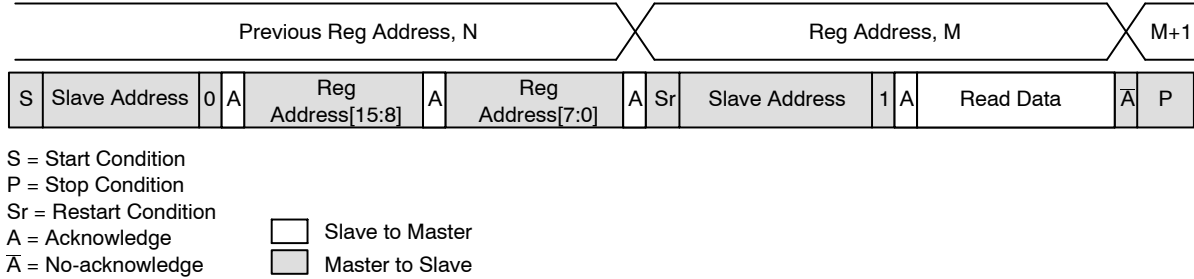 Previous Reg Address, N Reg Address, M M+1
S Slave Address 0 A Reg Address[15:8] A Reg Address[7:0] A Sr Slave Address 1 A Read Data A̅ P
S = Start Condition
P = Stop Condition
Sr = Restart Condition
A = Acknowledge
A̅ = No-acknowledge
Slave to Master
Master to Slave